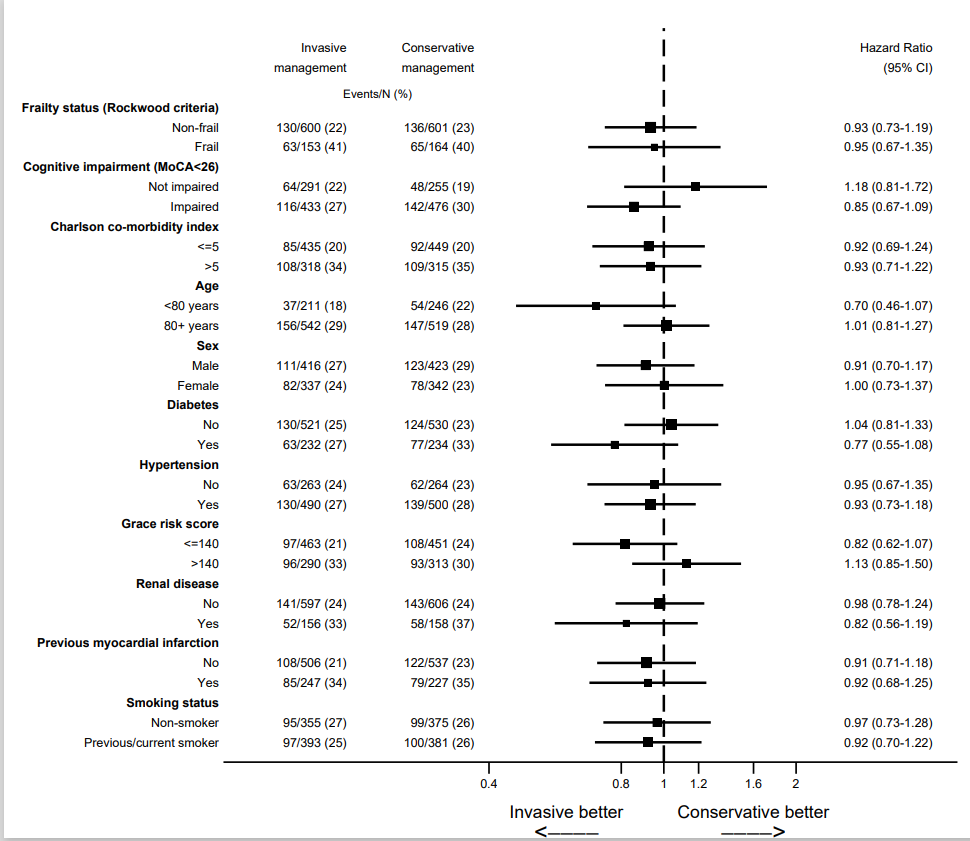 Invasive Conservative Hazard Ratio
management management (95% CI)
Events/N (%)
Frailty status (Rockwood criteria)
Non-frail 130/600 (22) 136/601 (23) 0.93 (0.73-1.19)
Frail 63/153 (41) 65/164 (40) 0.95 (0.67-1.35)
Cognitive impairment (MoCA<26)
Not impaired 64/291 (22) 48/255 (19) 1.18 (0.81-1.72)
Impaired 116/433 (27) 142/476 (30) 0.85 (0.67-1.09)
Charlson co-morbidity index
<=5 85/435 (20) 92/449 (20) 0.92 (0.69-1.24)
>5 108/318 (34) 109/315 (35) 0.93 (0.71-1.22)
Age
<80 years 37/211 (18) 54/246 (22) 0.70 (0.46-1.07)
80+ years 156/542 (29) 147/519 (28) 1.01 (0.81-1.27)
Sex
Male 111/416 (27) 123/423 (29) 0.91 (0.70-1.17)
Female 82/337 (24) 78/342 (23) 1.00 (0.73-1.37)
Diabetes
No 130/521 (25) 124/530 (23) 1.04 (0.81-1.33)
Yes 63/232 (27) 77/234 (33) 0.77 (0.55-1.08)
Hypertension
No 63/263 (24) 62/264 (23) 0.95 (0.67-1.35)
Yes 130/490 (27) 139/500 (28) 0.93 (0.73-1.18)
Grace risk score
<=140 97/463 (21) 108/451 (24) 0.82 (0.62-1.07)
>140 96/290 (33) 93/313 (30) 1.13 (0.85-1.50)
Renal disease
No 141/597 (24) 143/606 (24) 0.98 (0.78-1.24)
Yes 52/156 (33) 58/158 (37) 0.82 (0.56-1.19)
Previous myocardial infarction
No 108/506 (21) 122/537 (23) 0.91 (0.71-1.18)
Yes 85/247 (34) 79/227 (35) 0.92 (0.68-1.25)
Smoking status
Non-smoker 95/355 (27) 99/375 (26) 0.97 (0.73-1.28)
Previous/current smoker 97/393 (25) 100/381 (26) 0.92 (0.70-1.22)
0.4 0.8 1 1.2 1.6 2
Invasive better Conservative better
<———— ————>